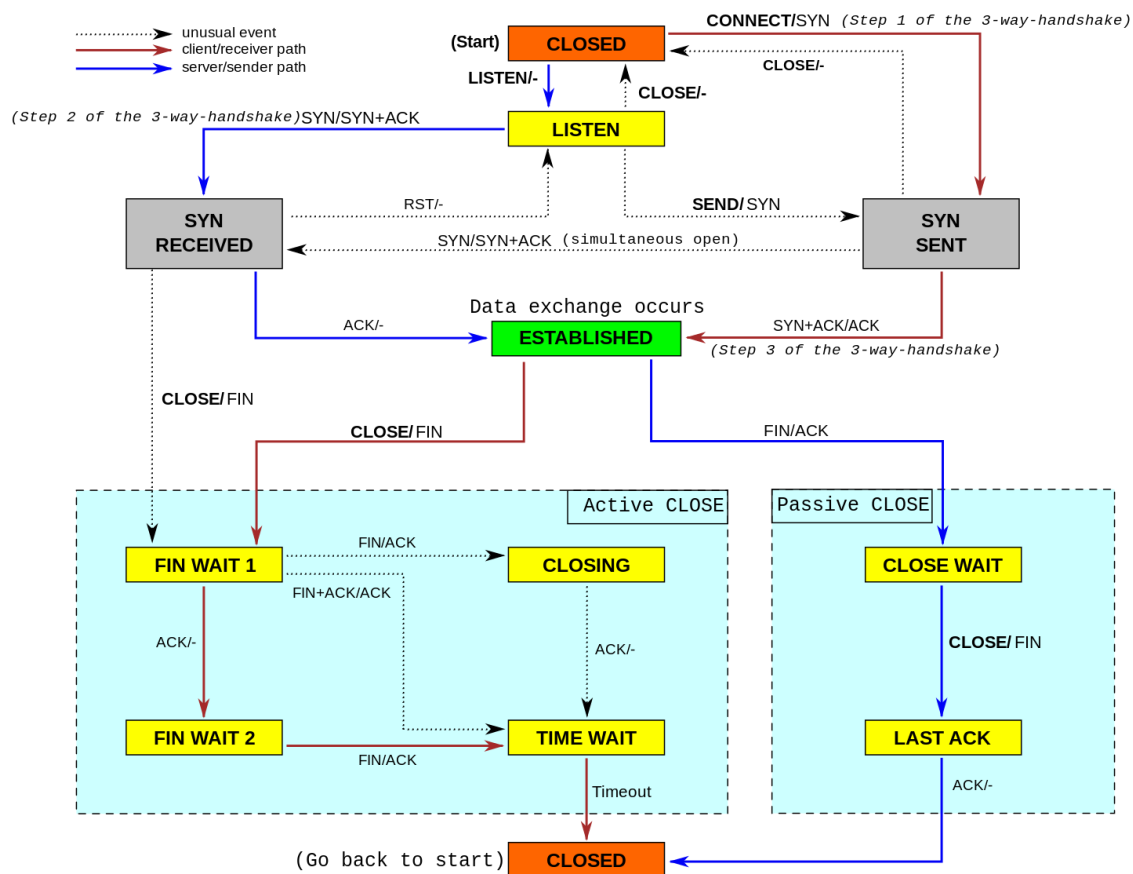 unusual event
client/receiver path
server/sender path
CONNECT/SYN (Step 1 of the 3-way-handshake)
(Start) CLOSED
CLOSE/-
LISTEN/-
CLOSE/-
(Step 2 of the 3-way-handshake)SYN/SYN+ACK
LISTEN
SYN
RECEIVED
RST/-
SEND/ SYN
SYN
SENT
SYN/SYN+ACK (simultaneous open)
Data exchange occurs
ACK/-
ESTABLISHED
SYN+ACK/ACK
(Step 3 of the 3-way-handshake)
CLOSE/ FIN
CLOSE/ FIN
FIN/ACK
Active CLOSE
Passive CLOSE
FIN WAIT 1
FIN/ACK
CLOSING
CLOSE WAIT
FIN+ACK/ACK
ACK/-
ACK/-
CLOSE/ FIN
FIN WAIT 2
FIN/ACK
TIME WAIT
LAST ACK
Timeout
ACK/-
(Go back to start) CLOSED